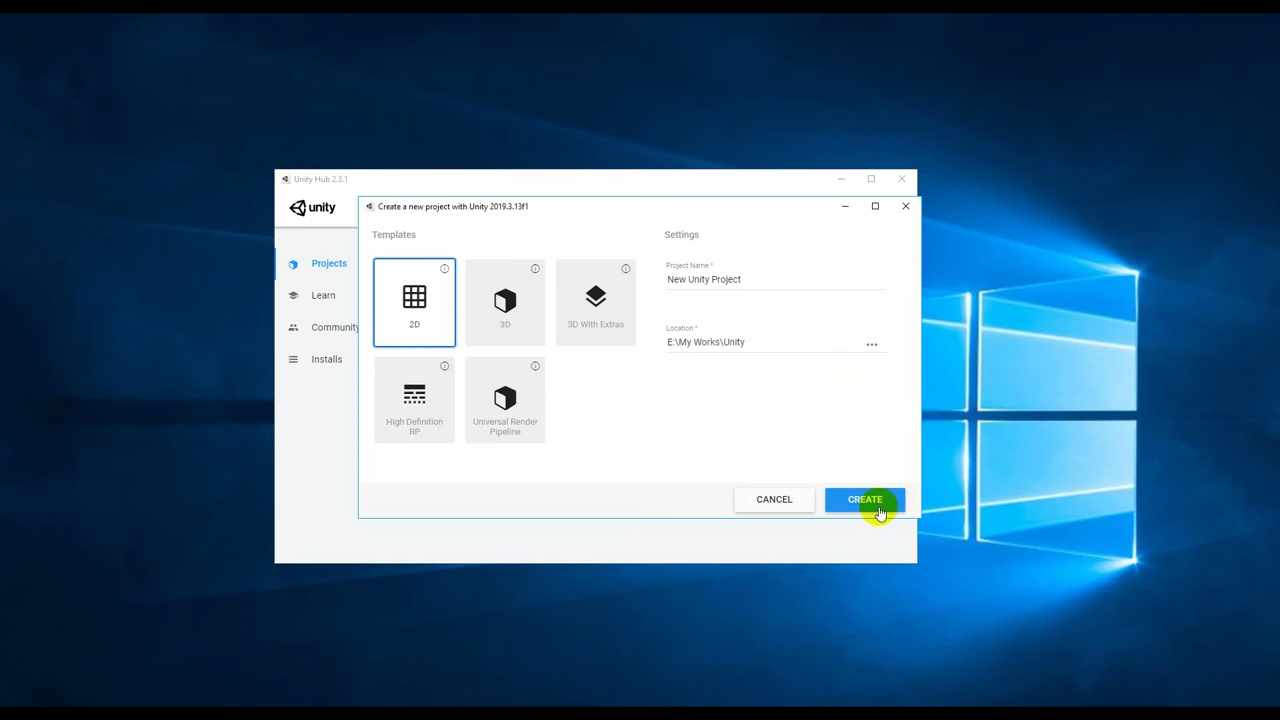 Unity Hub 2.3.1
unity
Create a new project with Unity 2019.3.13f1
Projects
Learn
Community
Installs
Templates
2D
3D
3D With Extras
High Definition
RP
Universal Render
Pipeline
Settings
Project Name *
New Unity Project
Location *
E:\My Works\Unity
CANCEL
CREATE